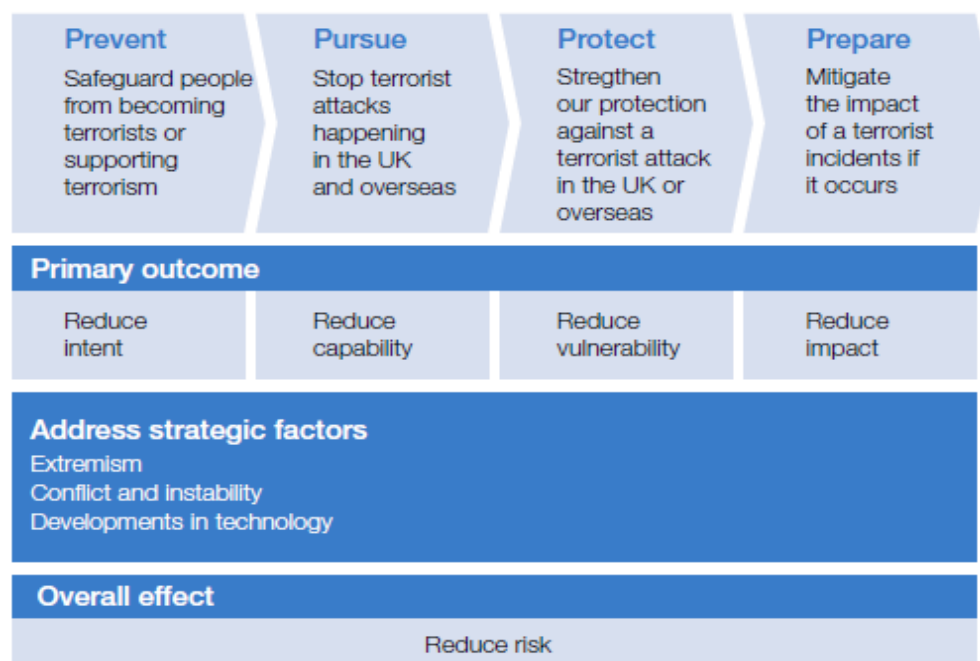 Prevent
Safeguard people
from becoming
terrorists or
supporting
terrorism
Pursue
Stop terrorist
attacks
happening
in the UK
and overseas
Protect
Stregthen
our protection
against a
terrorist attack
in the UK or
overseas
Prepare
Mitigate
the impact
of a terrorist
incidents if
it occurs
Primary outcome
Reduce
intent
Reduce
capability
Reduce
vulnerability
Reduce
impact
Address strategic factors
Extremism
Conflict and instability
Developments in technology
Overall effect
Reduce risk